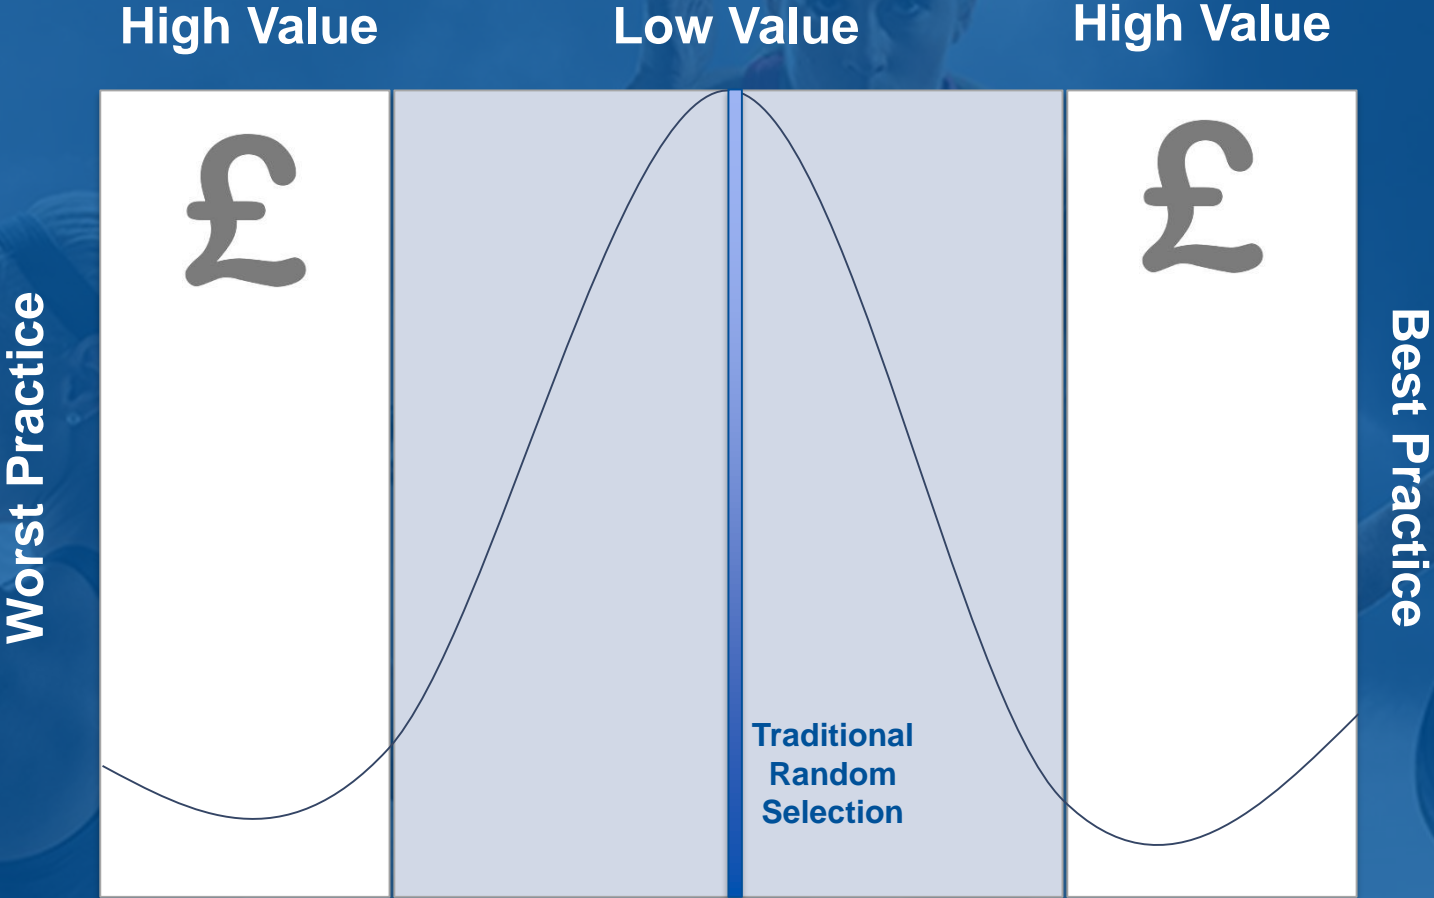 High Value
Low Value
High Value
£
£
Worst Practice
Best Practice
Traditional
Random
Selection